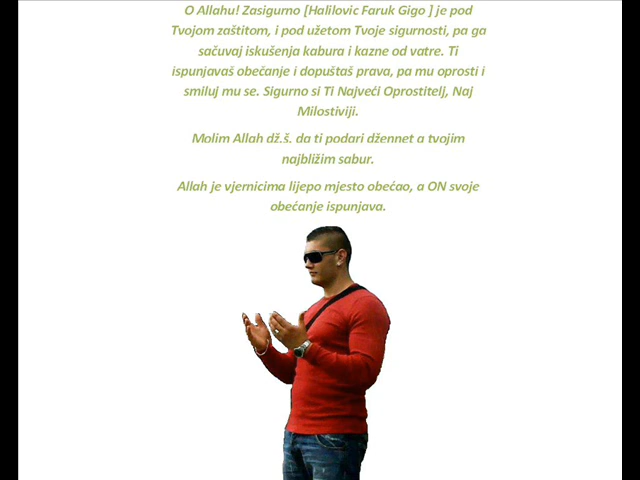 O Allahu! Zasigurno [Halilovic Faruk Gigo ] je pod
Tvojom zaštitom, i pod užetom Tvoje sigurnosti, pa ga
sačuvaj iskušenja kabura i kazne od vatre. Ti
ispunjavaš obečanje i dopuštaš prava, pa mu oprosti i
smiluj mu se. Sigurno si Ti Najveći Oprostitelj, Naj
Milostiviji.
Molim Allah dž.š. da ti podari džennet a tvojim
najbližim sabur.
Allah je vjernicima lijepo mjesto obećao, a ON svoje
obećanje ispunjava.